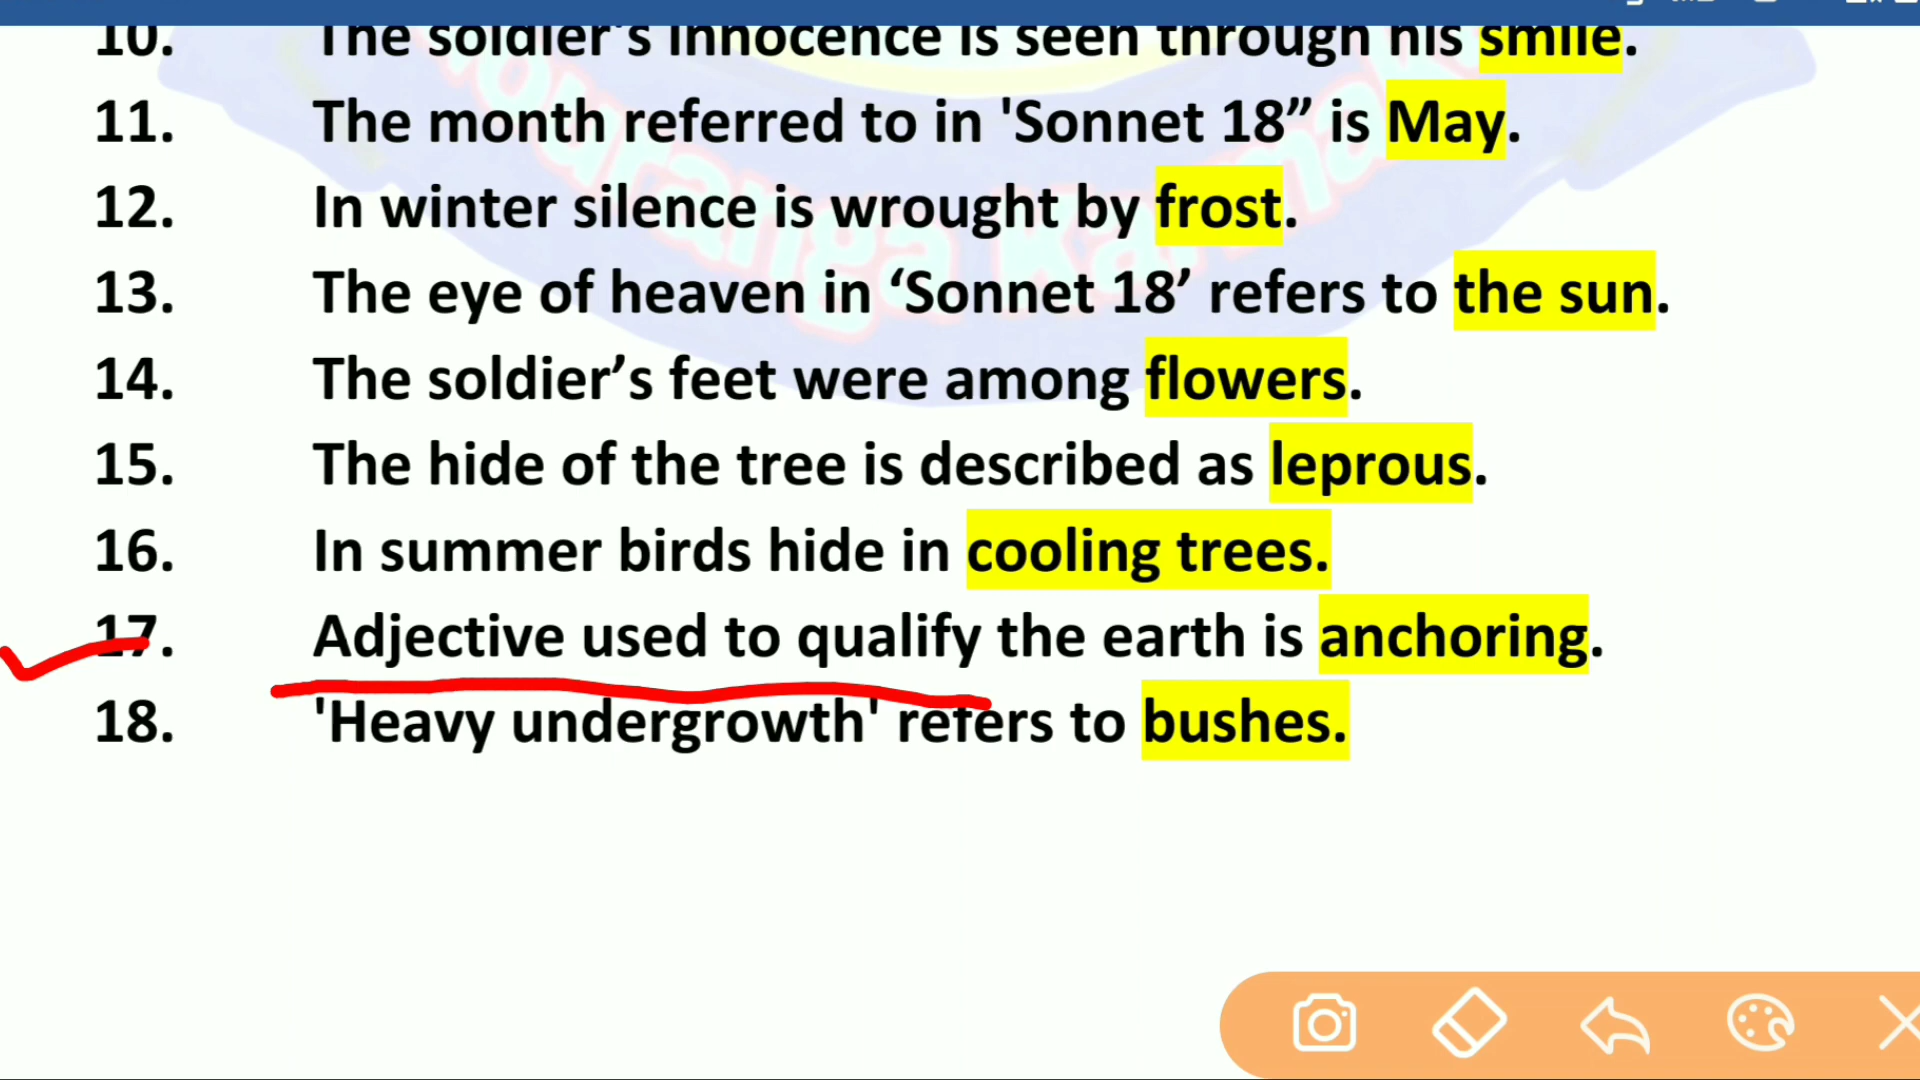 10. The soldier’s innocence is seen through his smile.
11. The month referred to in 'Sonnet 18” is May.
12. In winter silence is wrought by frost.
13. The eye of heaven in ‘Sonnet 18’ refers to the sun.
14. The soldier’s feet were among flowers.
15. The hide of the tree is described as leprous.
16. In summer birds hide in cooling trees.
17. Adjective used to qualify the earth is anchoring.
18. 'Heavy undergrowth' refers to bushes.